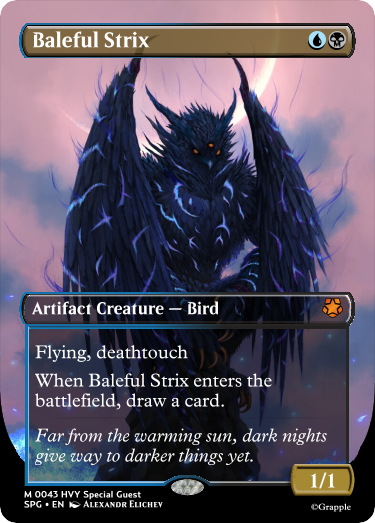 Baleful Strix
Artifact Creature — Bird
Flying, deathtouch
When Baleful Strix enters the
battlefield, draw a card.
Far from the warming sun, dark nights
give way to darker things yet.
1/1
M 0043 HVY Special Guest
SPG • EN Alexandr Elichev
©Grapple